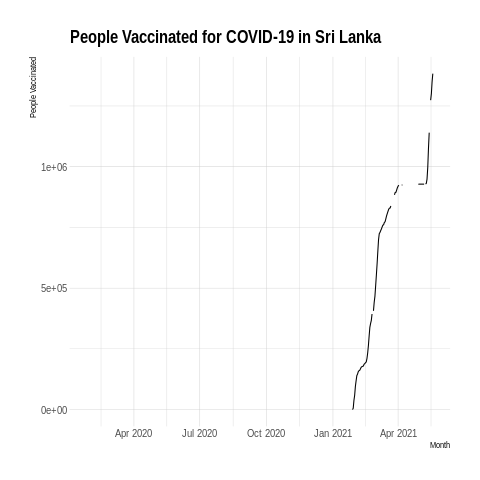 People Vaccinated for COVID-19 in Sri Lanka
People Vaccinated
1e+06
5e+05
0e+00
Apr 2020 Jul 2020 Oct 2020 Jan 2021 Apr 2021
Month